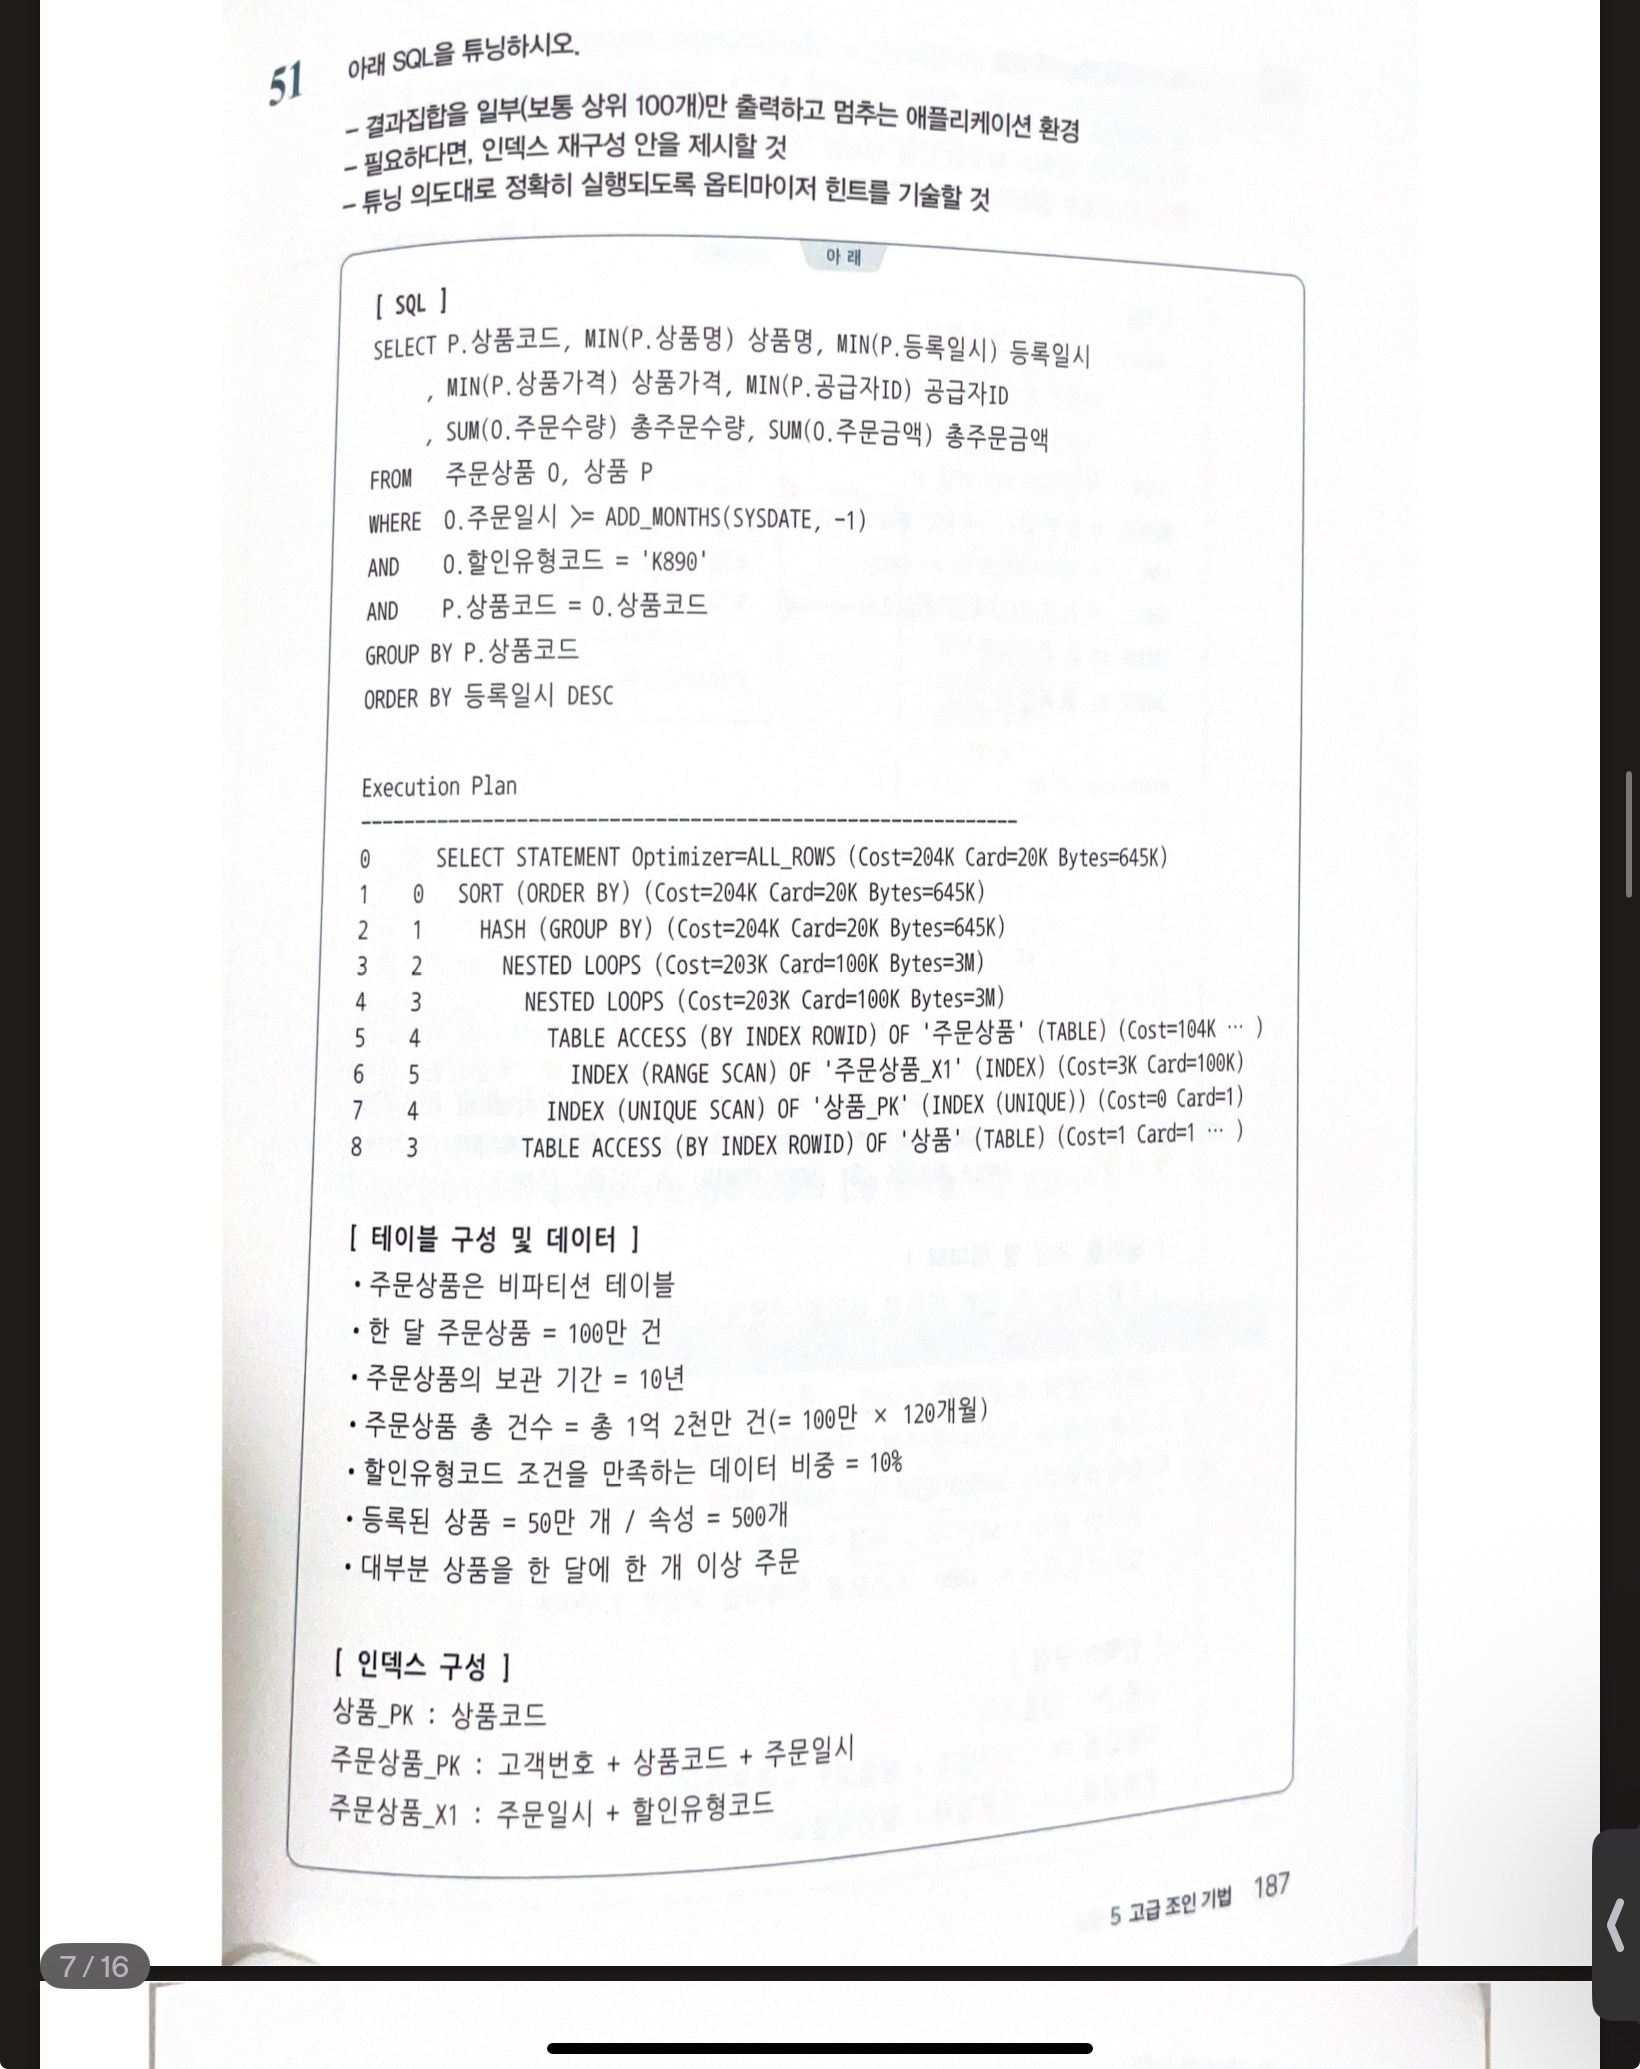 51
아래 SQL을 튜닝하시오.
- 결과집합을 일부(보통 상위 100개)만 출력하고 멈추는 애플리케이션 환경
- 필요하다면, 인덱스 재구성 안을 제시할 것
- 튜닝 의도대로 정확히 실행되도록 옵티마이저 힌트를 기술할 것
아 래
[ SQL ]
SELECT P.상품코드, MIN(P.상품명) 상품명, MIN(P.등록일시) 등록일시
, MIN(P.상품가격) 상품가격, MIN(P.공급자ID) 공급자ID
, SUM(O.주문수량) 총주문수량, SUM(O.주문금액) 총주문금액
FROM 주문상품 O, 상품 P
WHERE O.주문일시 >= ADD_MONTHS(SYSDATE, -1)
AND O.할인유형코드 = 'K890'
AND P.상품코드 = O.상품코드
GROUP BY P.상품코드
ORDER BY 등록일시 DESC
Execution Plan
------------------------------------------------------------
0 SELECT STATEMENT Optimizer=ALL_ROWS (Cost=204K Card=20K Bytes=645K)
1 0 SORT (ORDER BY) (Cost=204K Card=20K Bytes=645K)
2 1 HASH (GROUP BY) (Cost=204K Card=20K Bytes=645K)
3 2 NESTED LOOPS (Cost=203K Card=100K Bytes=3M)
4 3 NESTED LOOPS (Cost=203K Card=100K Bytes=3M)
5 4 TABLE ACCESS (BY INDEX ROWID) OF '주문상품' (TABLE) (Cost=104K … )
6 5 INDEX (RANGE SCAN) OF '주문상품_X1' (INDEX) (Cost=3K Card=100K)
7 4 INDEX (UNIQUE SCAN) OF '상품_PK' (INDEX (UNIQUE)) (Cost=0 Card=1)
8 3 TABLE ACCESS (BY INDEX ROWID) OF '상품' (TABLE) (Cost=1 Card=1 … )
[ 테이블 구성 및 데이터 ]
• 주문상품은 비파티션 테이블
• 한 달 주문상품 = 100만 건
• 주문상품의 보관 기간 = 10년
• 주문상품 총 건수 = 총 1억 2천만 건(= 100만 × 120개월)
• 할인유형코드 조건을 만족하는 데이터 비중 = 10%
• 등록된 상품 = 50만 개 / 속성 = 500개
• 대부분 상품을 한 달에 한 개 이상 주문
[ 인덱스 구성 ]
상품_PK : 상품코드
주문상품_PK : 고객번호 + 상품코드 + 주문일시
주문상품_X1 : 주문일시 + 할인유형코드
5 고급 조인 기법 187
7 / 16